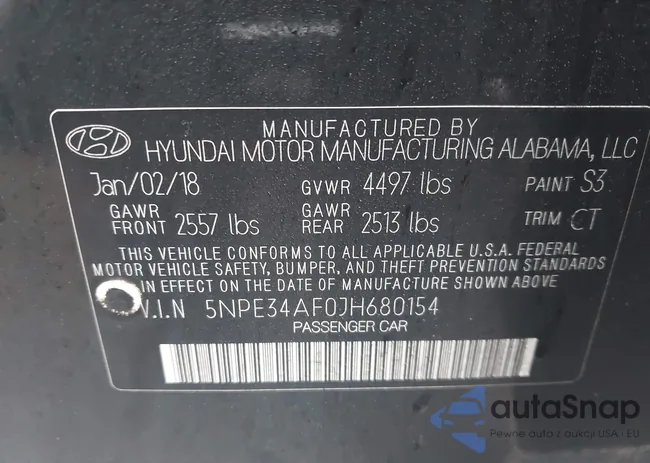 MANUFACTURED BY
HYUNDAI MOTOR MANUFACTURING ALABAMA, LLC
Jan/02/18 GVWR 4497 lbs PAINT S3
GAWR FRONT 2557 lbs GAWR REAR 2513 lbs TRIM CT
THIS VEHICLE CONFORMS TO ALL APPLICABLE U.S.A. FEDERAL
MOTOR VEHICLE SAFETY, BUMPER, AND THEFT PREVENTION STANDARDS
IN EFFECT ON THE DATE OF MANUFACTURE SHOWN ABOVE
V.I.N 5NPE34AF0JH680154
PASSENGER CAR
autaSnap
Pewne auta z aukcji USA i EU